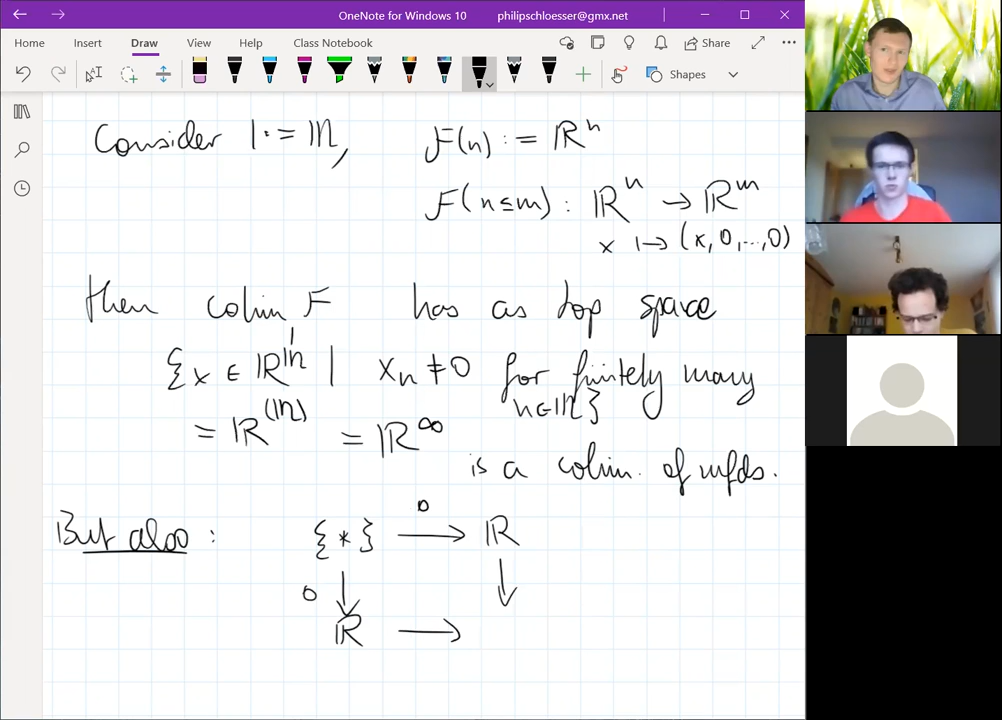 OneNote for Windows 10
philipschloesser@gmx.net
Home Insert Draw View Help Class Notebook Share
Shapes
Consider I := ℕ, F(n) := ℝⁿ
F(n≤m) : ℝⁿ → ℝᵐ
x ↦ (x, 0, ..., 0)
then colim F has as top space
{x ∈ ℝ^ℕ | xₙ ≠ 0 for finitely many
n∈ℕ}
= ℝ^(ℕ) = ℝ^∞
is a colim. of mfds.
But also : {*} → ℝ
0
0 ↓ ↓
ℝ →